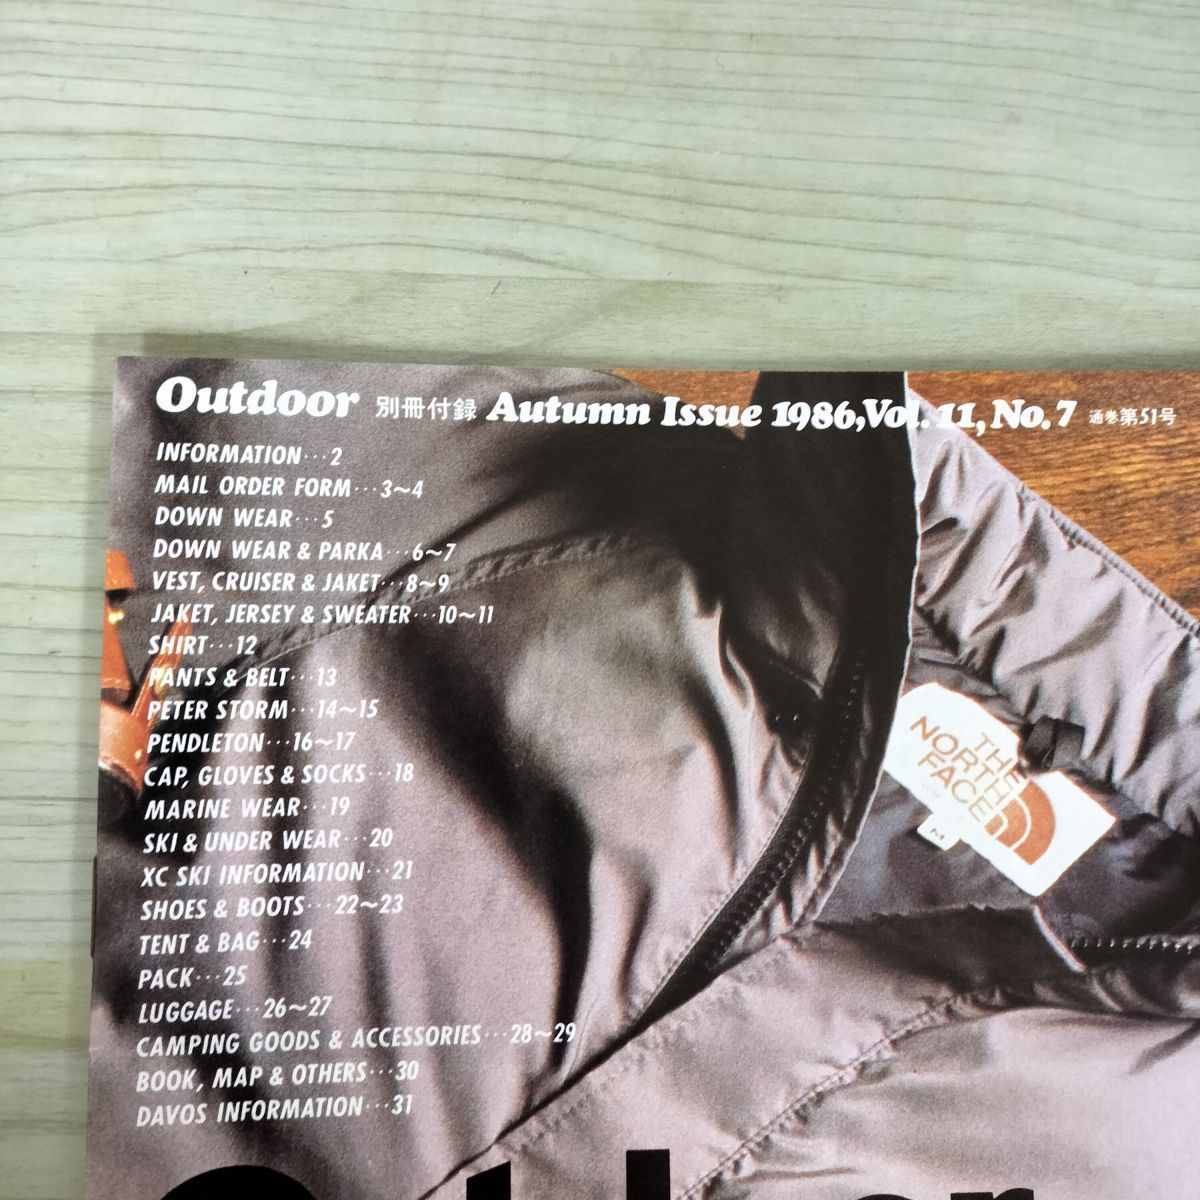 Outdoor 別冊付録 Autumn Issue 1986,Vol. 11, No. 7 通巻第51号
INFORMATION···2
MAIL ORDER FORM···3~4
DOWN WEAR···5
DOWN WEAR & PARKA···6~7
VEST, CRUISER & JAKET···8~9
JAKET, JERSEY & SWEATER···10~11
SHIRT···12
PANTS & BELT···13
PETER STORM···14~15
PENDLETON···16~17
CAP, GLOVES & SOCKS···18
MARINE WEAR···19
SKI & UNDER WEAR···20
XC SKI INFORMATION···21
SHOES & BOOTS···22~23
TENT & BAG···24
PACK···25
LUGGAGE···26~27
CAMPING GOODS & ACCESSORIES···28~29
BOOK, MAP & OTHERS···30
DAVOS INFORMATION···31
THE
NORTH
FACE
M